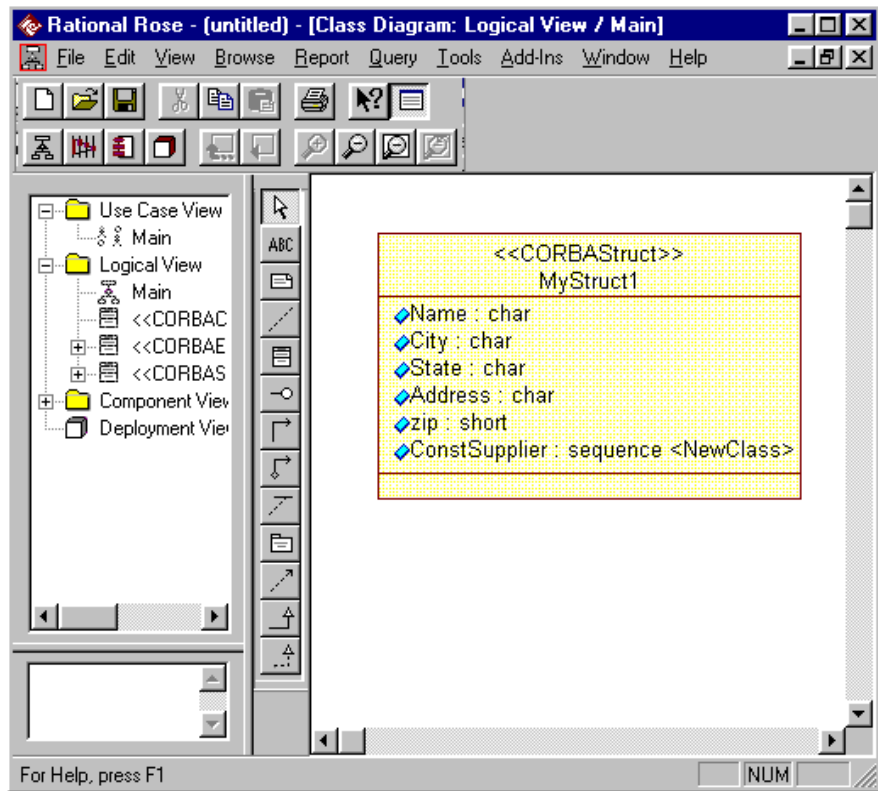 Rational Rose - (untitled) - [Class Diagram: Logical View / Main]
File Edit View Browse Report Query Tools Add-Ins Window Help
Use Case View
Main
Logical View
Main
<<CORBAC
<<CORBAE
<<CORBAS
Component View
Deployment Vie
ABC
<<CORBAStruct>>
MyStruct1
Name : char
City : char
State : char
Address : char
zip : short
ConstSupplier : sequence <NewClass>
For Help, press F1
NUM